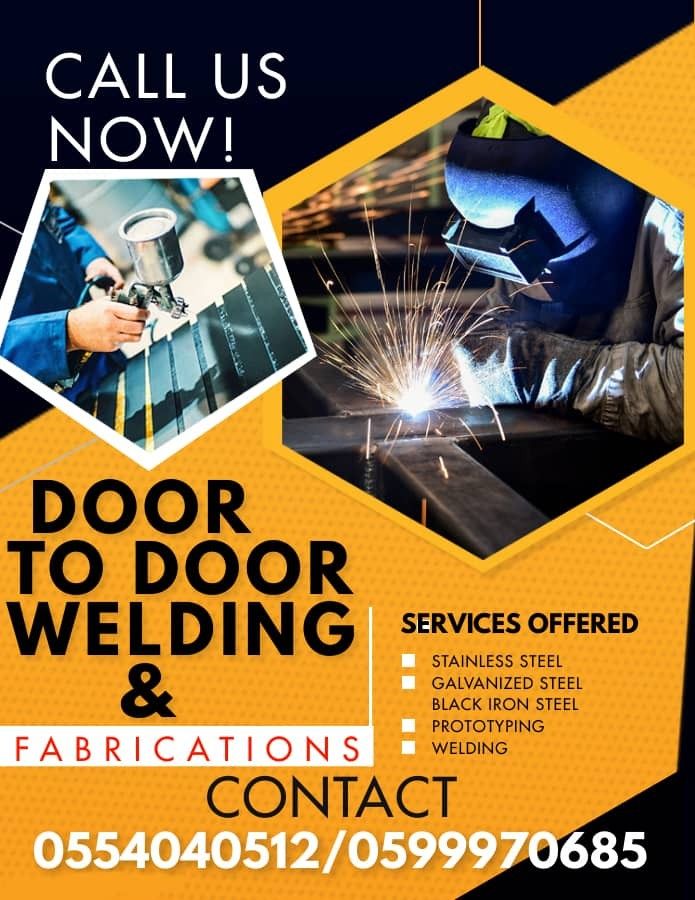 CALL US
NOW!
DOOR
TO DOOR
WELDING
&
FABRICATIONS
SERVICES OFFERED
STAINLESS STEEL
GALVANIZED STEEL
BLACK IRON STEEL
PROTOTYPING
WELDING
CONTACT
0554040512/0599970685